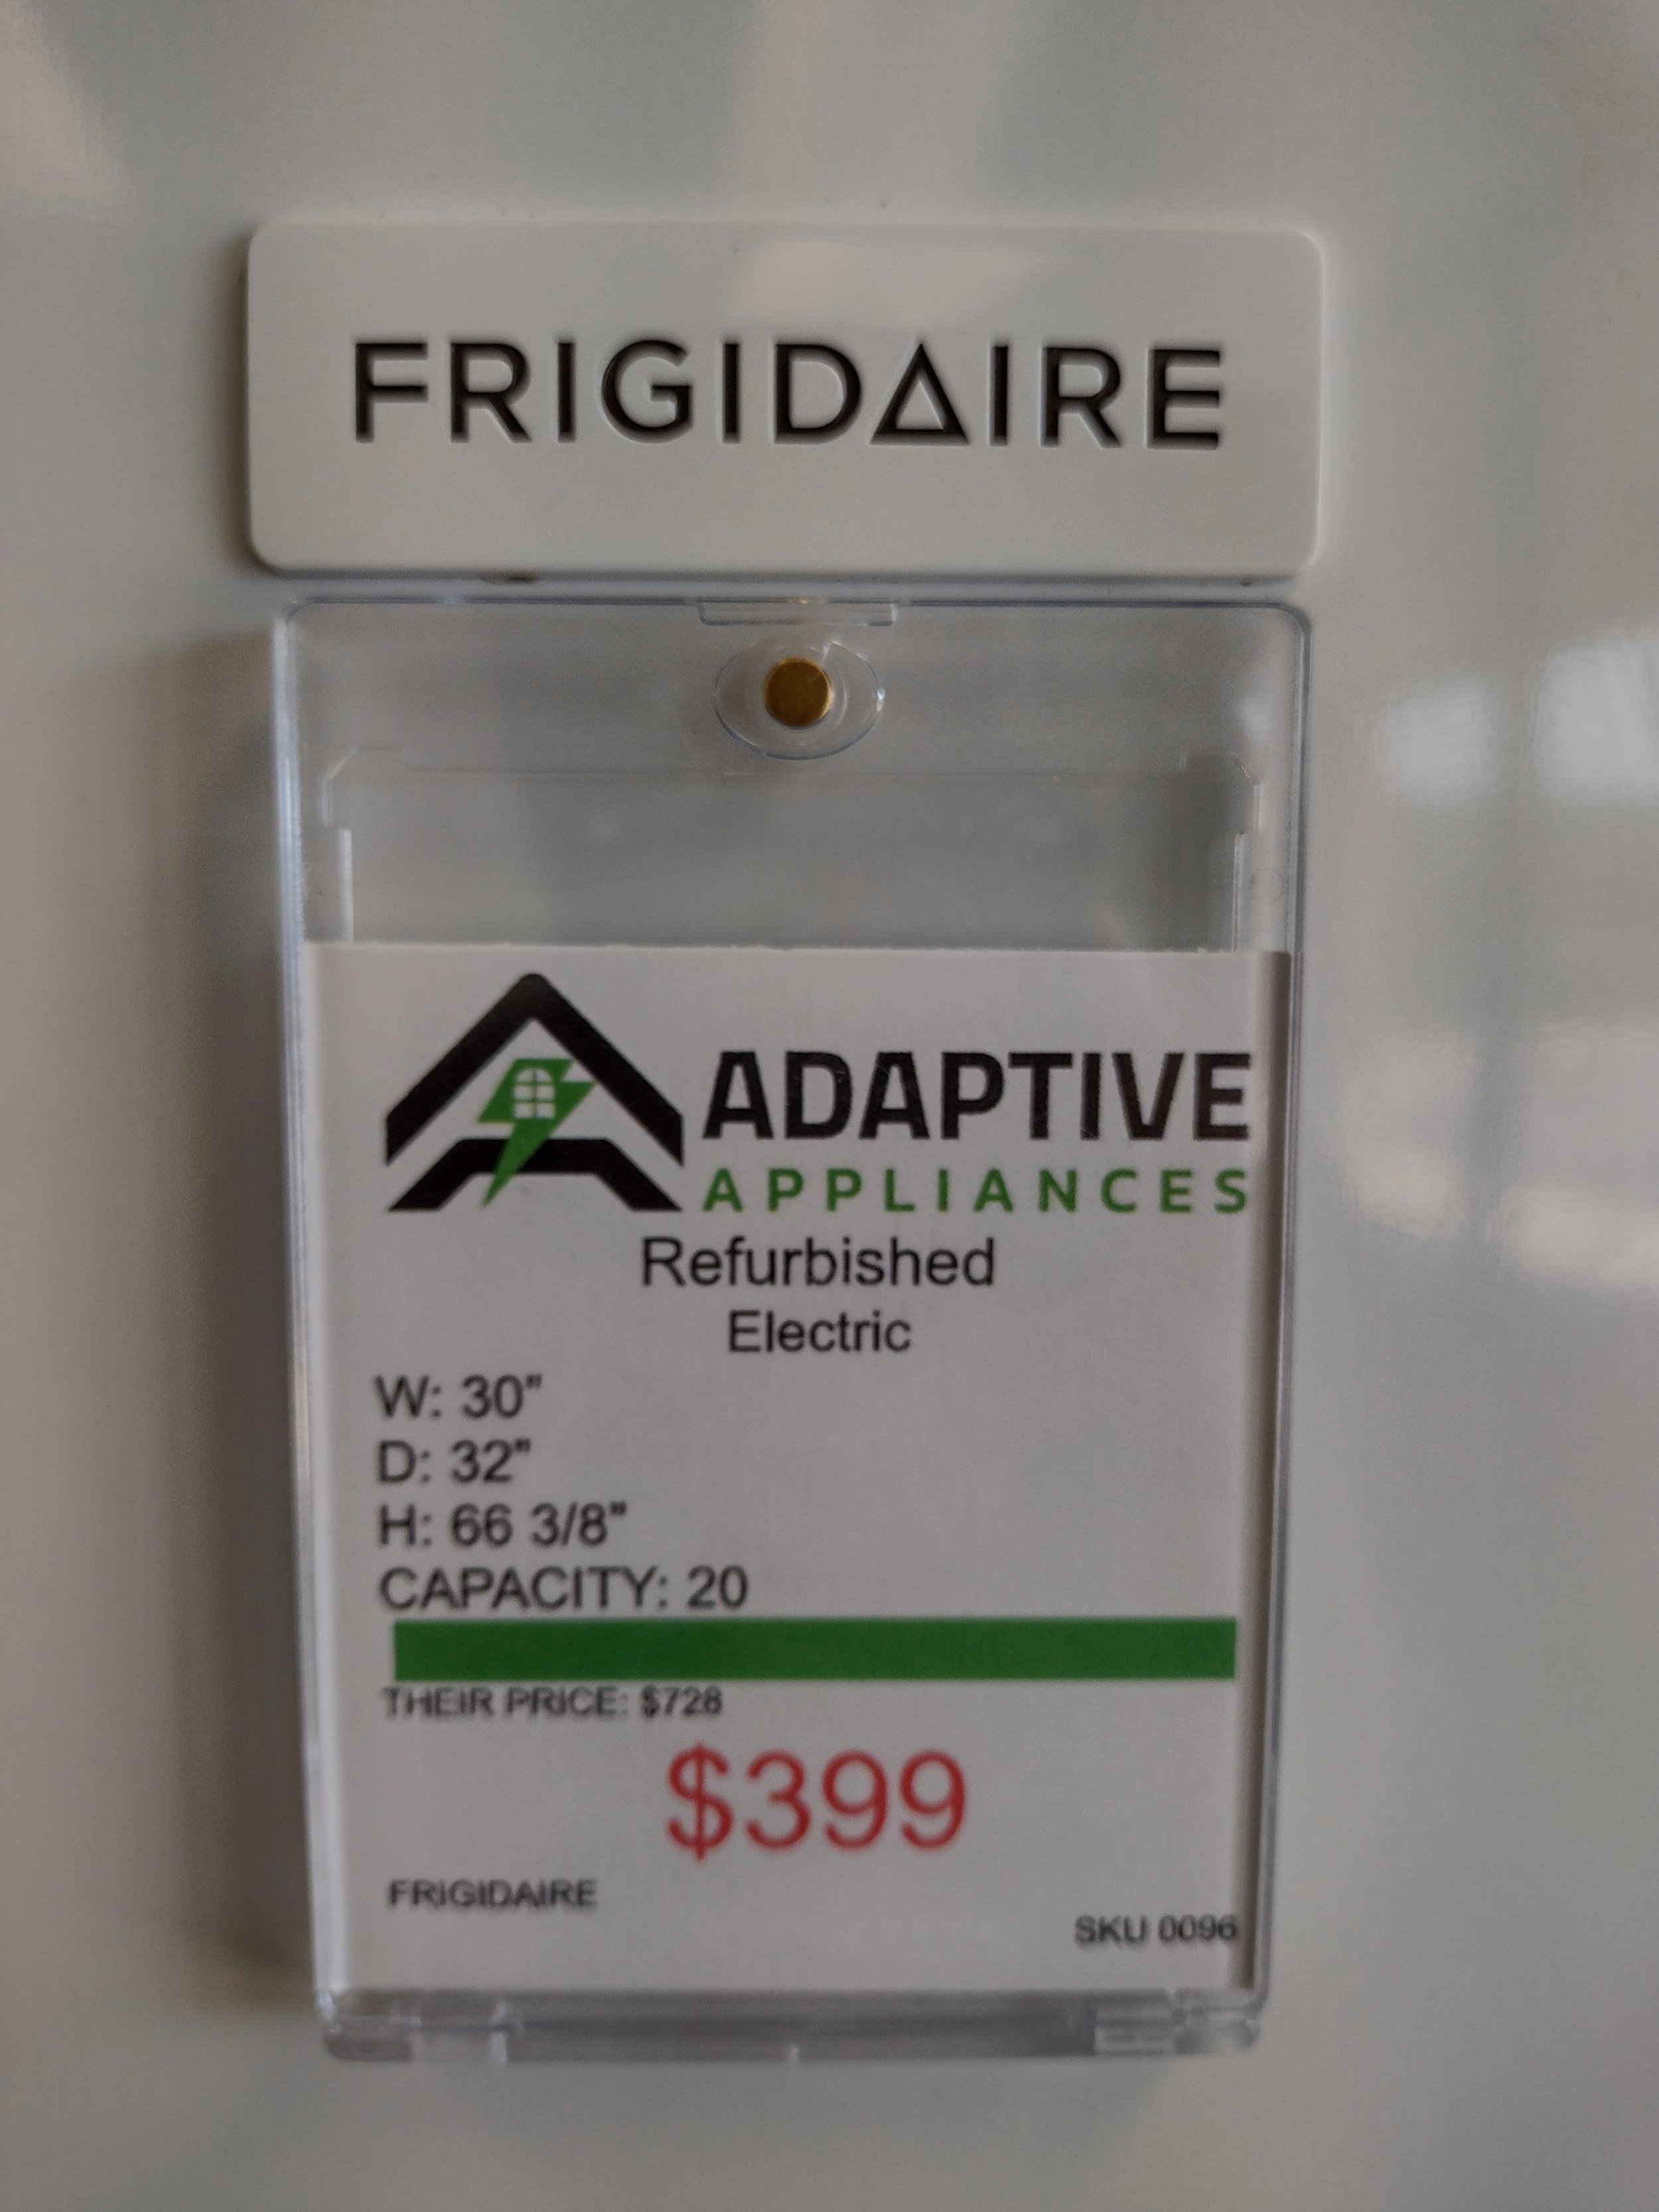 FRIGIDAIRE
ADAPTIVE
APPLIANCES
Refurbished
Electric
W: 30"
D: 32"
H: 66 3/8"
CAPACITY: 20
THEIR PRICE: $728
$399
FRIGIDAIRE
SKU 0096